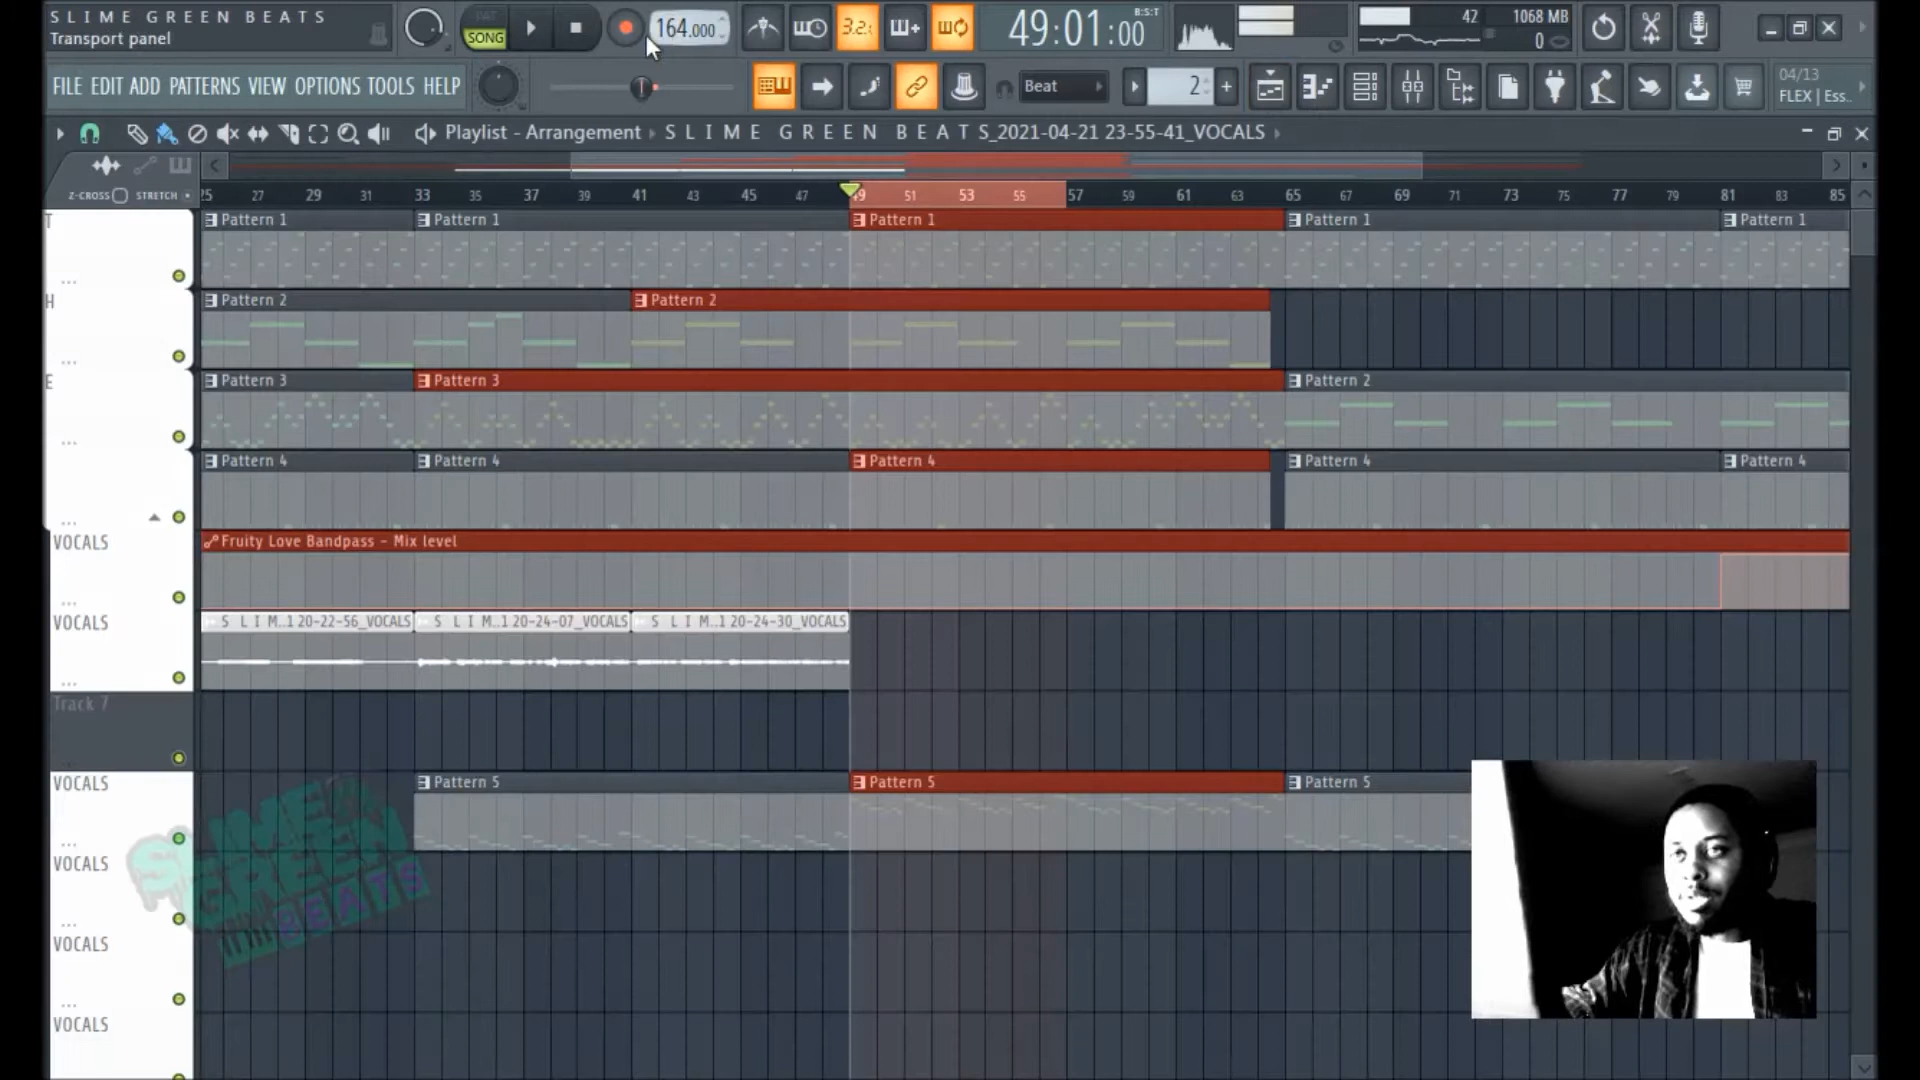 S L I M E  G R E E N  B E A T S
Transport panel
PAT
SONG
164.000
3.2.
49:01:00
B:S:T
42
1068 MB
0
FILE EDIT ADD PATTERNS VIEW OPTIONS TOOLS HELP
Beat
2
04/13
FLEX | Ess..
Playlist - Arrangement
S L I M E  G R E E N  B E A T S_2021-04-21 23-55-41_VOCALS
Z-CROSS
STRETCH
25 27 29 31 33 35 37 39 41 43 45 47 49 51 53 55 57 59 61 63 65 67 69 71 73 75 77 79 81 83 85
T
Pattern 1
Pattern 1
Pattern 1
Pattern 1
Pattern 1
...
H
Pattern 2
Pattern 2
...
E
Pattern 3
Pattern 3
Pattern 2
...
Pattern 4
Pattern 4
Pattern 4
Pattern 4
Pattern 4
...
VOCALS
Fruity Love Bandpass - Mix level
...
VOCALS
S L I M..1 20-22-56_VOCALS
S L I M..1 20-24-07_VOCALS
S L I M..1 20-24-30_VOCALS
...
Track 7
VOCALS
Pattern 5
Pattern 5
Pattern 5
...
VOCALS
...
VOCALS
...
VOCALS
SLIME
GREEN
BEATS